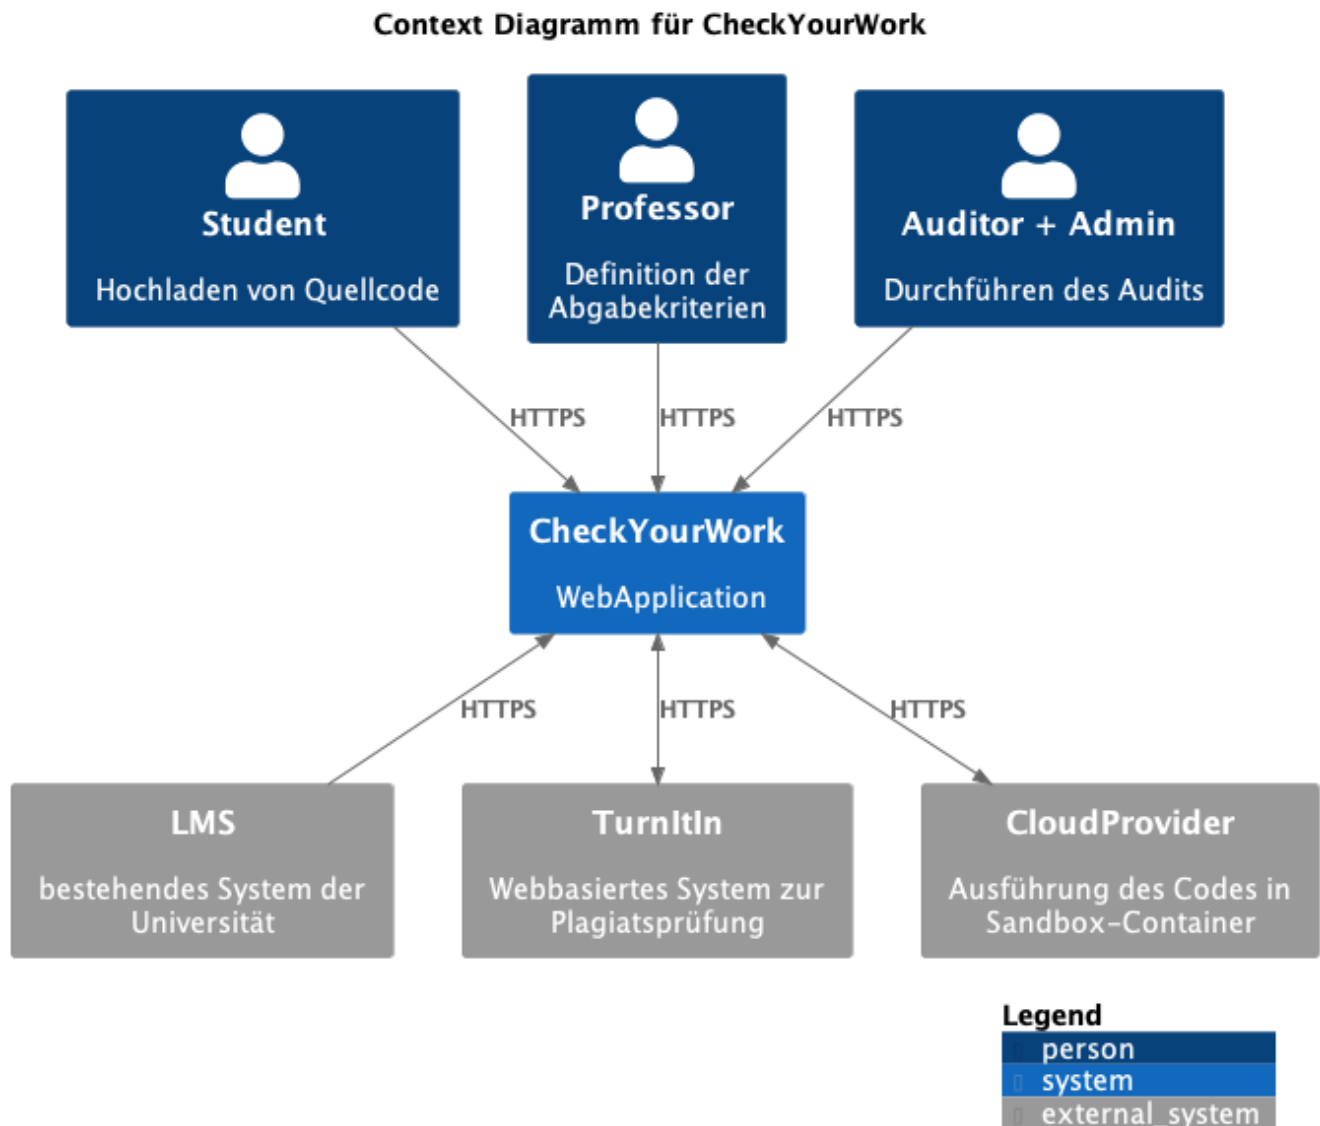 Context Diagramm für CheckYourWork
Student
Hochladen von Quellcode
Professor
Definition der
Abgabekriterien
Auditor + Admin
Durchführen des Audits
HTTPS
HTTPS
HTTPS
CheckYourWork
WebApplication
HTTPS
HTTPS
HTTPS
LMS
bestehendes System der
Universität
TurnItIn
Webbasiertes System zur
Plagiatsprüfung
CloudProvider
Ausführung des Codes in
Sandbox-Container
Legend
person
system
external_system